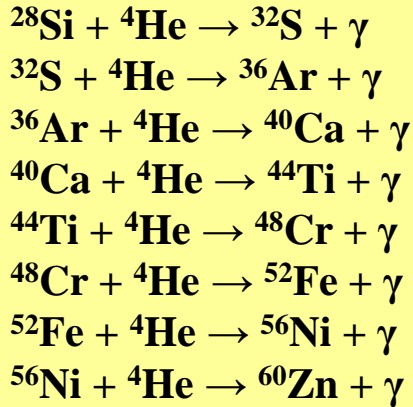 ²⁸Si + ⁴He → ³²S + γ
³²S + ⁴He → ³⁶Ar + γ
³⁶Ar + ⁴He → ⁴⁰Ca + γ
⁴⁰Ca + ⁴He → ⁴⁴Ti + γ
⁴⁴Ti + ⁴He → ⁴⁸Cr + γ
⁴⁸Cr + ⁴He → ⁵²Fe + γ
⁵²Fe + ⁴He → ⁵⁶Ni + γ
⁵⁶Ni + ⁴He → ⁶⁰Zn + γ